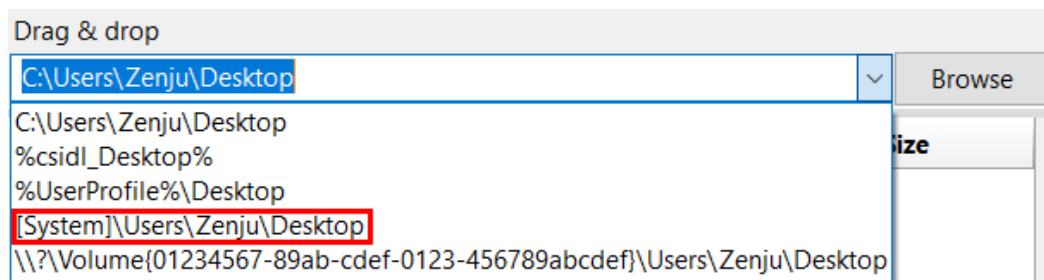 Drag & drop
C:\Users\Zenju\Desktop
Browse
C:\Users\Zenju\Desktop
Size
%csidl_Desktop%
%UserProfile%\Desktop
[System]\Users\Zenju\Desktop
\\?\Volume{01234567-89ab-cdef-0123-456789abcdef}\Users\Zenju\Desktop